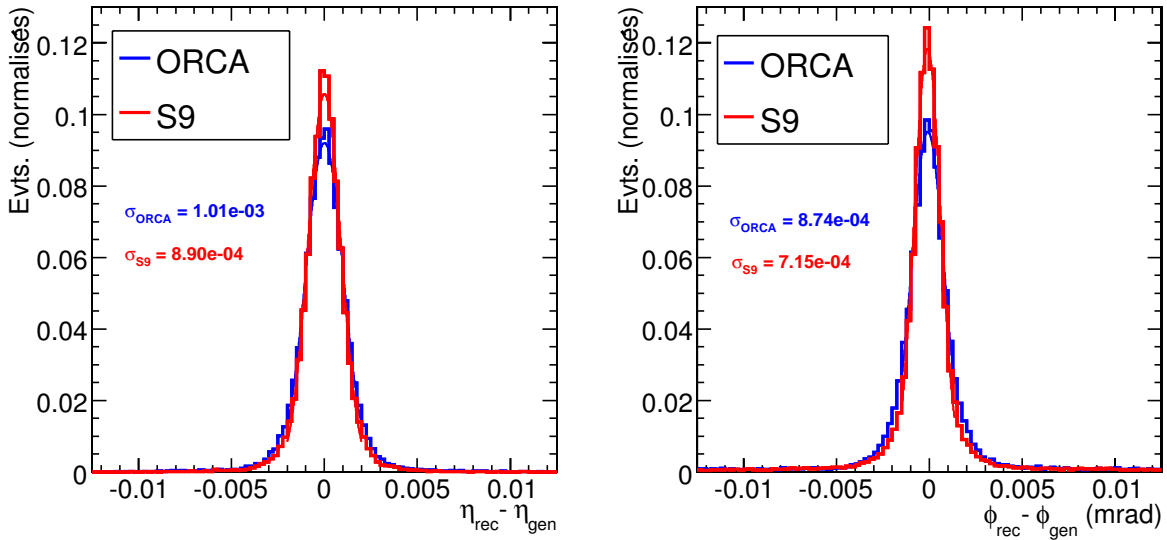 Evts. (normalisés)
0.12
0.1
0.08
0.06
0.04
0.02
0
ORCA
S9
σORCA = 1.01e-03
σS9 = 8.90e-04
-0.01 -0.005 0 0.005 0.01
ηrec - ηgen
Evts. (normalisés)
0.12
0.1
0.08
0.06
0.04
0.02
0
ORCA
S9
σORCA = 8.74e-04
σS9 = 7.15e-04
-0.01 -0.005 0 0.005 0.01
ϕrec - ϕgen (mrad)